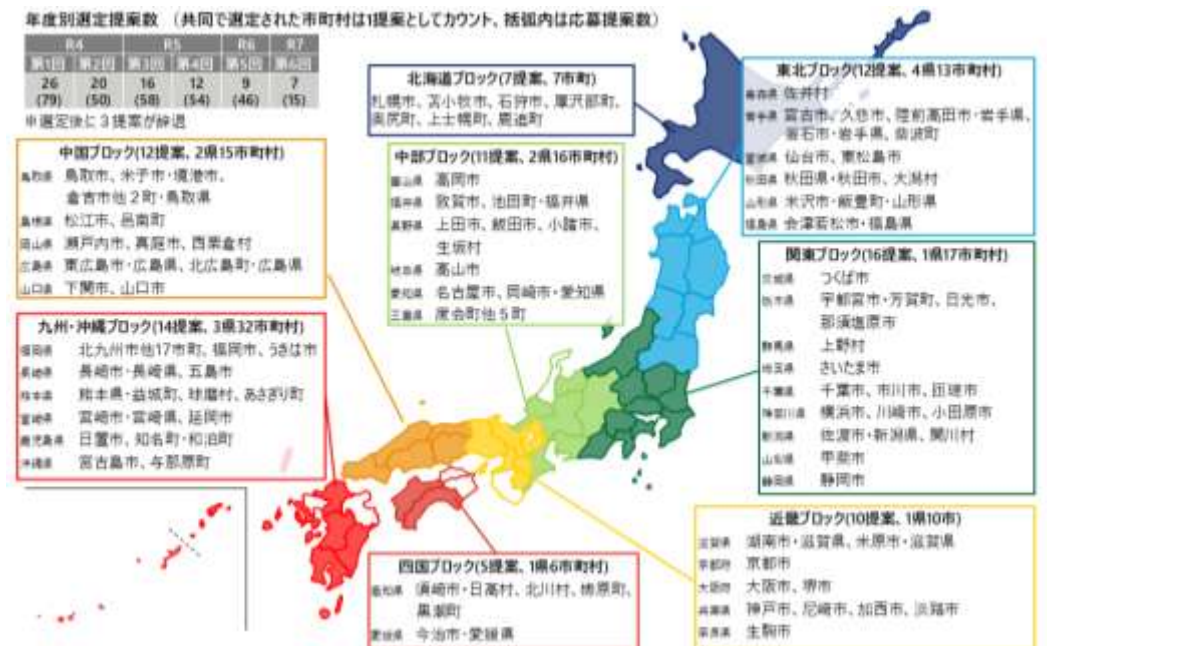 年度別選定提案数 （共同で選定された市町村は1提案としてカウント、括弧内は応募提案数）
R4 R5 R6 R7
第1回 第2回 第3回 第4回 第5回 第6回
26 20 16 12 9 7
(79) (50) (58) (54) (46) (15)
※選定後に3提案が辞退
北海道ブロック(7提案、7市町)
札幌市、苫小牧市、石狩市、厚沢部町、
奥尻町、上士幌町、鹿追町
東北ブロック(12提案、4県13市町村)
青森県 佐井村
岩手県 宮古市、久慈市、陸前高田市・岩手県、
釜石市・岩手県、紫波町
宮城県 仙台市、東松島市
秋田県 秋田県・秋田市、大潟村
山形県 米沢市・飯豊町・山形県
福島県 会津若松市・福島県
中国ブロック(12提案、2県15市町村)
鳥取県 鳥取市、米子市・境港市、
倉吉市他2町・鳥取県
島根県 松江市、邑南町
岡山県 瀬戸内市、真庭市、西粟倉村
広島県 東広島市・広島県、北広島町・広島県
山口県 下関市、山口市
中部ブロック(11提案、2県16市町村)
富山県 高岡市
福井県 敦賀市、池田町・福井県
長野県 上田市、飯田市、小諸市、
生坂村
岐阜県 高山市
愛知県 名古屋市、岡崎市・愛知県
三重県 度会町他5町
関東ブロック(16提案、1県17市町村)
茨城県 つくば市
栃木県 宇都宮市・芳賀町、日光市、
那須塩原市
群馬県 上野村
埼玉県 さいたま市
千葉県 千葉市、市川市、匝瑳市
神奈川県 横浜市、川崎市、小田原市
新潟県 佐渡市・新潟県、関川村
山梨県 甲斐市
静岡県 静岡市
九州・沖縄ブロック(14提案、3県32市町村)
福岡県 北九州市他17市町、福岡市、うきは市
長崎県 長崎市・長崎県、五島市
熊本県 熊本県・益城町、球磨村、あさぎり町
宮崎県 宮崎市・宮崎県、延岡市
鹿児島県 日置市、知名町・和泊町
沖縄県 宮古島市、与那原町
四国ブロック(5提案、1県6市町村)
高知県 須崎市・日高村、北川村、梼原町、
黒潮町
愛媛県 今治市・愛媛県
近畿ブロック(10提案、1県10市)
滋賀県 湖南市・滋賀県、米原市・滋賀県
京都府 京都市
大阪府 大阪市、堺市
兵庫県 神戸市、尼崎市、加西市、淡路市
奈良県 生駒市